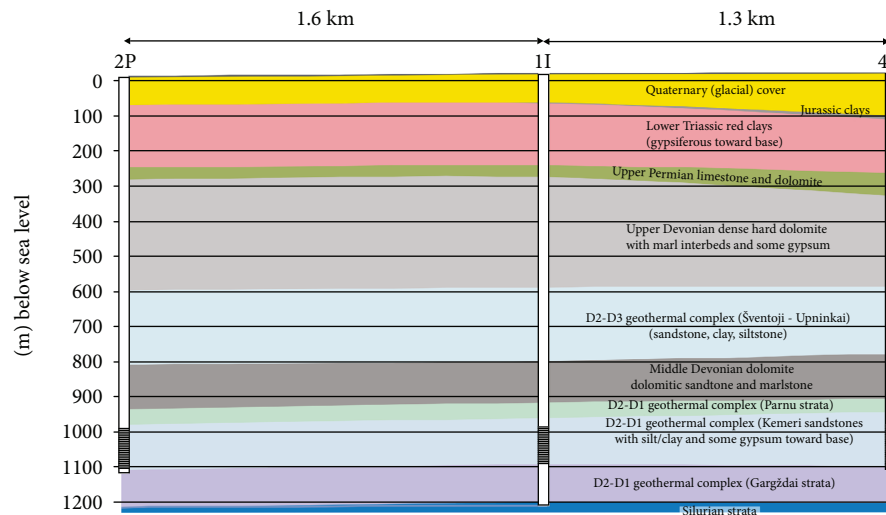 1.6 km
1.3 km
2P
1I
4
0
100
200
300
400
500
600
700
800
900
1000
1100
1200
(m) below sea level
Quaternary (glacial) cover
Jurassic clays
Lower Triassic red clays
(gypsiferous toward base)
Upper Permian limestone and dolomite
Upper Devonian dense hard dolomite
with marl interbeds and some gypsum
D2-D3 geothermal complex (Šventoji - Upninkai)
(sandstone, clay, siltstone)
Middle Devonian dolomite
dolomitic sandtone and marlstone
D2-D1 geothermal complex (Parnu strata)
D2-D1 geothermal complex (Kemeri sandstones
with silt/clay and some gypsum toward base)
D2-D1 geothermal complex (Gargždai strata)
Silurian strata